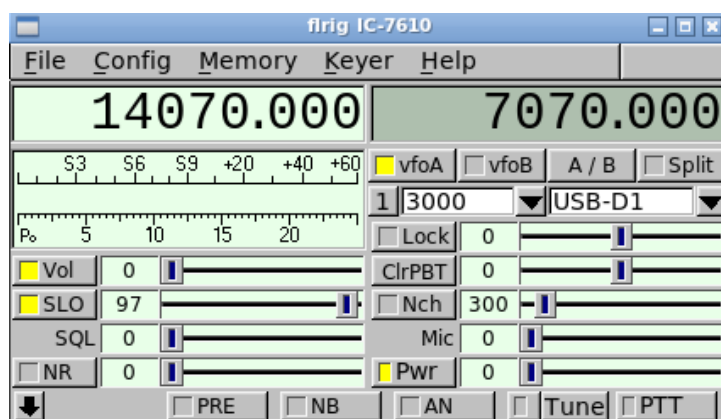 flrig IC-7610
File Config Memory Keyer Help
14070.000 7070.000
S3 S6 S9 +20 +40 +60
vfoA vfoB A / B Split
1 3000 USB-D1
Po 5 10 15 20
Lock 0
Vol 0 ClrPBT 0
SLO 97 Nch 300
SQL 0 Mic 0
NR 0 Pwr 0
PRE NB AN Tune PTT